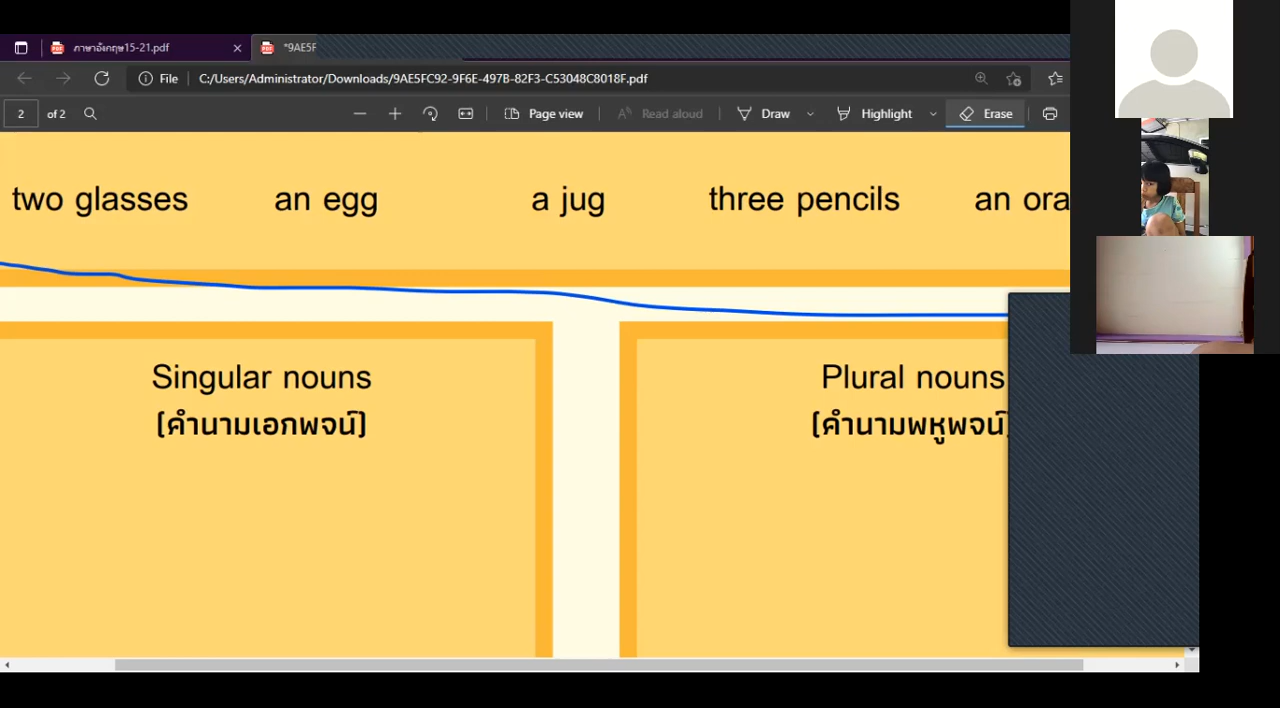 ภาษาอังกฤษ15-21.pdf
*9AE5F
File
C:/Users/Administrator/Downloads/9AE5FC92-9F6E-497B-82F3-C53048C8018F.pdf
2 of 2 Page view Read aloud Draw Highlight Erase
two glasses an egg a jug three pencils an ora
Singular nouns
(คำนามเอกพจน์)
Plural nouns
(คำนามพหูพจน์)